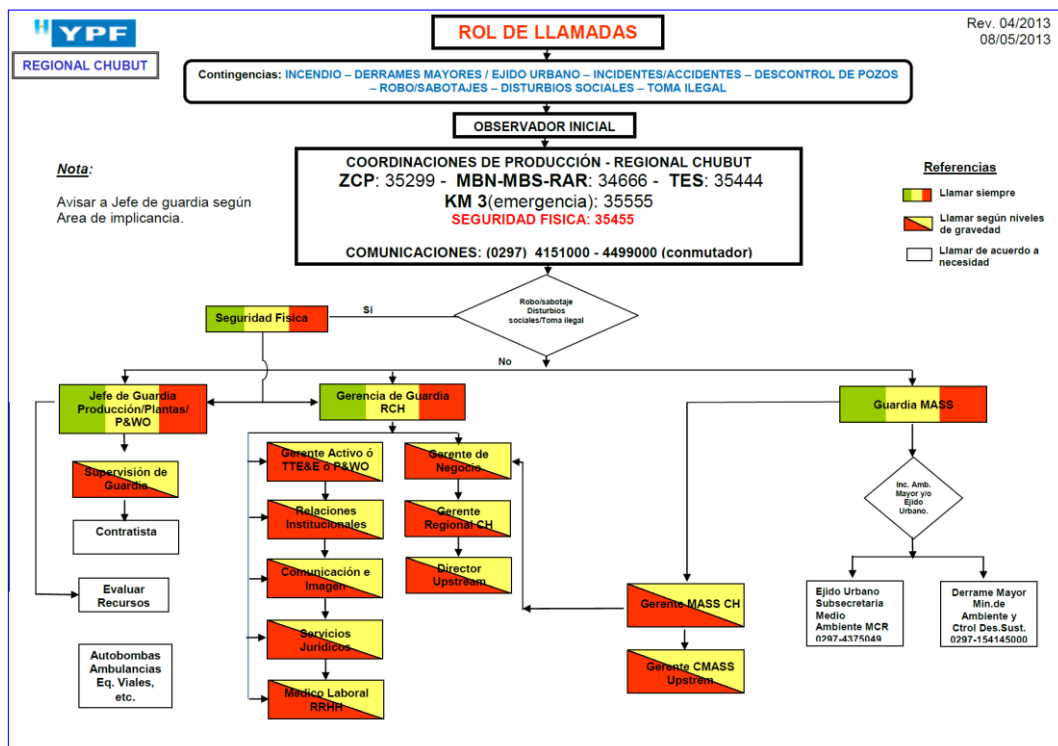 YPF
REGIONAL CHUBUT
ROL DE LLAMADAS
Rev. 04/2013
08/05/2013
Contingencias: INCENDIO – DERRAMES MAYORES / EJIDO URBANO – INCIDENTES/ACCIDENTES – DESCONTROL DE POZOS
– ROBO/SABOTAJES – DISTURBIOS SOCIALES – TOMA ILEGAL
OBSERVADOR INICIAL
Nota:
Avisar a Jefe de guardia según
Area de implicancia.
COORDINACIONES DE PRODUCCIÓN - REGIONAL CHUBUT
ZCP: 35299 - MBN-MBS-RAR: 34666 - TES: 35444
KM 3(emergencia): 35555
SEGURIDAD FISICA: 35455
COMUNICACIONES: (0297) 4151000 - 4499000 (conmutador)
Referencias
Llamar siempre
Llamar según niveles
de gravedad
Llamar de acuerdo a
necesidad
Robo/sabotaje
Disturbios
sociales/Toma ilegal
Si
Seguridad Física
No
Jefe de Guardia
Producción/Plantas/
P&WO
Gerencia de Guardia
RCH
Guardia MASS
Supervisión de
Guardia
Contratista
Evaluar
Recursos
Autobombas
Ambulancias
Eq. Viales,
etc.
Gerente Activo ó
TTE&E ó P&WO
Relaciones
Institucionales
Comunicación e
Imagen
Servicios
Jurídicos
Medico Laboral
RRHH
Gerente de
Negocio
Gerente
Regional CH
Director
Upstream
Gerente MASS CH
Gerente CMASS
Upstrem
Inc. Amb.
Mayor y/o
Ejido
Urbano.
Ejido Urbano
Subsecretaria
Medio
Ambiente MCR
0297-4375049
Derrame Mayor
Min.de
Ambiente y
Ctrol Des.Sust.
0297-154145000